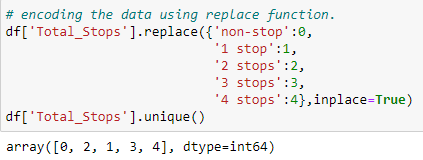 # encoding the data using replace function.
df['Total_Stops'].replace({'non-stop':0,
'1 stop':1,
'2 stops':2,
'3 stops':3,
'4 stops':4},inplace=True)
df['Total_Stops'].unique()
array([0, 2, 1, 3, 4], dtype=int64)